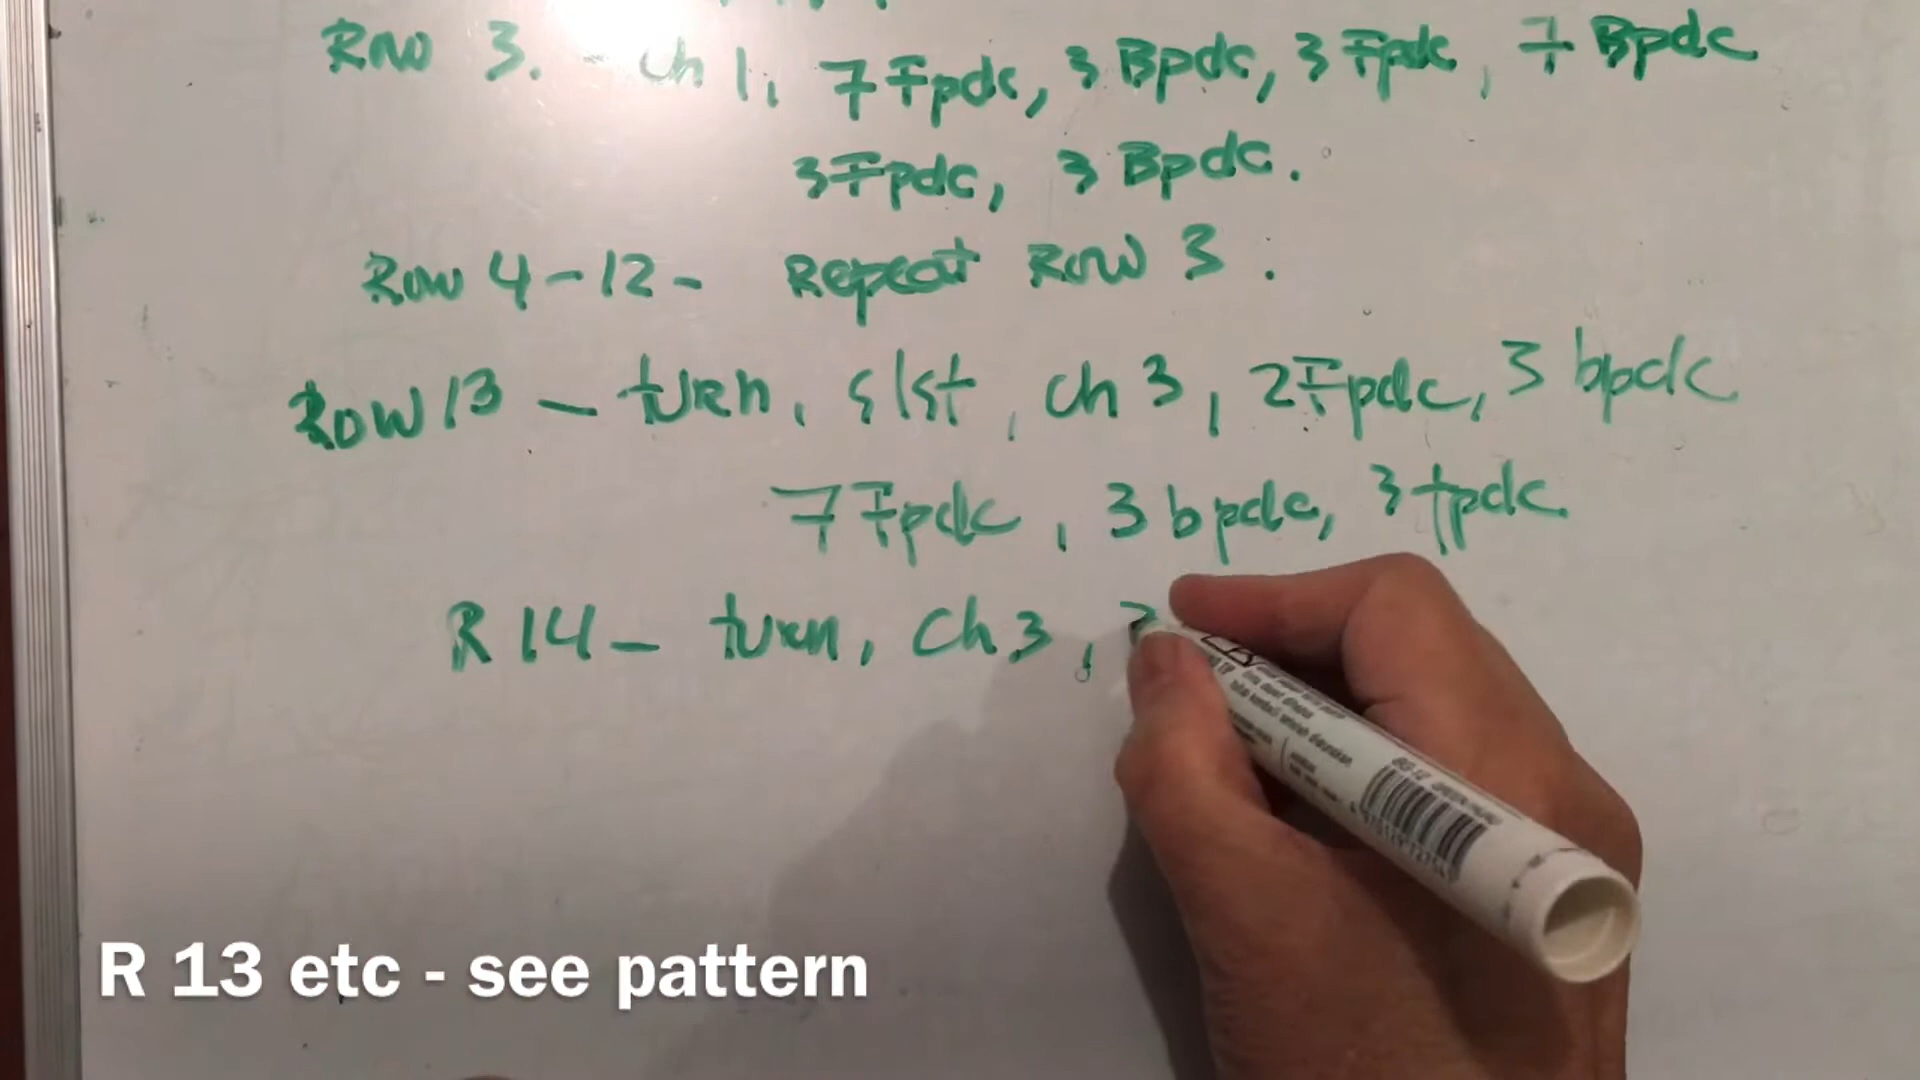 Row 3. - Ch 1, 7 Fpdc, 3 Bpdc, 3 Fpdc, 7 Bpdc
3 Fpdc, 3 Bpdc.
Row 4-12- Repeat Row 3.
Row 13 - turn, slst, ch 3, 2 Fpdc, 3 bpdc
7 Fpdc, 3 bpdc, 3 fpdc
R 14 - turn, Ch 3,
R 13 etc - see pattern